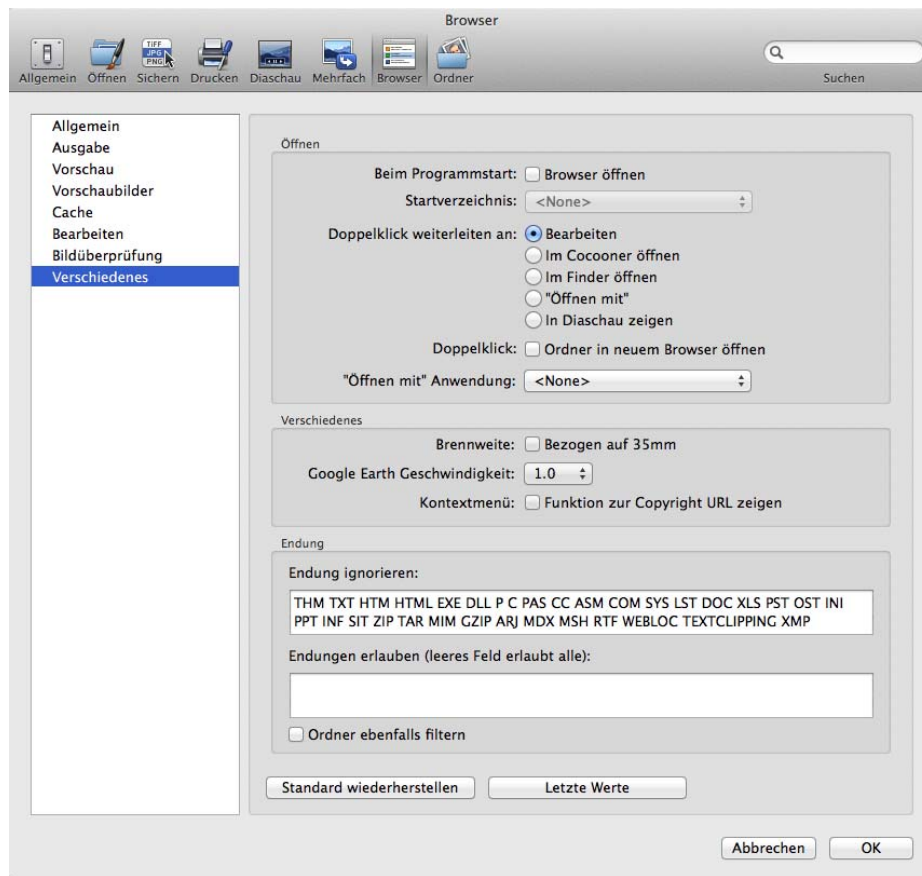 Browser
TIFF
JPG
PNG
Allgemein Öffnen Sichern Drucken Diaschau Mehrfach Browser Ordner
Suchen
Allgemein
Ausgabe
Vorschau
Vorschaubilder
Cache
Bearbeiten
Bildüberprüfung
Verschiedenes
Öffnen
Beim Programmstart: Browser öffnen
Startverzeichnis: <None>
Doppelklick weiterleiten an: Bearbeiten
Im Cocooner öffnen
Im Finder öffnen
"Öffnen mit"
In Diaschau zeigen
Doppelklick: Ordner in neuem Browser öffnen
"Öffnen mit" Anwendung: <None>
Verschiedenes
Brennweite: Bezogen auf 35mm
Google Earth Geschwindigkeit: 1.0
Kontextmenü: Funktion zur Copyright URL zeigen
Endung
Endung ignorieren:
THM TXT HTM HTML EXE DLL P C PAS CC ASM COM SYS LST DOC XLS PST OST INI
PPT INF SIT ZIP TAR MIM GZIP ARJ MDX MSH RTF WEBLOC TEXTCLIPPING XMP
Endungen erlauben (leeres Feld erlaubt alle):
Ordner ebenfalls filtern
Standard wiederherstellen Letzte Werte
Abbrechen OK